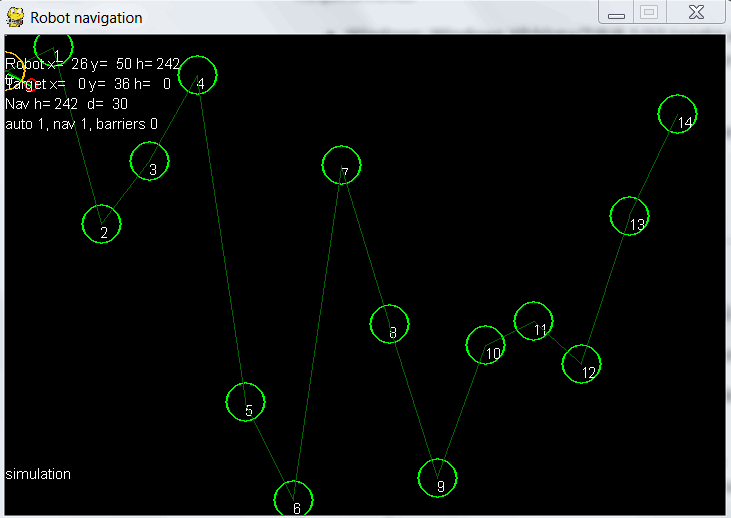 Robot navigation
1
Robot x= 26 y= 50 h= 242
Target x= 0 y= 36 h= 0
4
Nav h= 242 d= 30
auto 1, nav 1, barriers 0
14
3
7
2
13
8
11
10
12
5
simulation
9
6